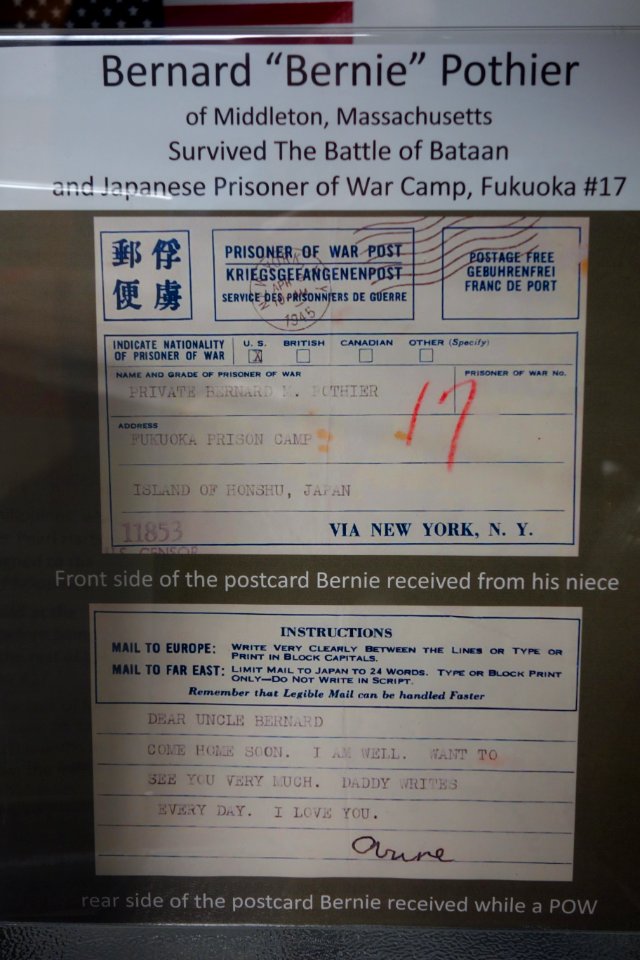 Bernard “Bernie” Pothier
of Middleton, Massachusetts
Survived The Battle of Bataan
and Japanese Prisoner of War Camp, Fukuoka #17
郵 俘
便 虜
PRISONER OF WAR POST
KRIEGSGEFANGENENPOST
SERVICE DES PRISONNIERS DE GUERRE
APR
1945
POSTAGE FREE
GEBUHRENFREI
FRANC DE PORT
INDICATE NATIONALITY
OF PRISONER OF WAR
U. S.
X
BRITISH
CANADIAN
OTHER (Specify)
NAME AND GRADE OF PRISONER OF WAR
PRISONER OF WAR No.
PRIVATE BERNARD M. POTHIER
17
ADDRESS
FUKUOKA PRISON CAMP
ISLAND OF HONSHU, JAPAN
11853
U.S. CENSOR
VIA NEW YORK, N. Y.
Front side of the postcard Bernie received from his niece
INSTRUCTIONS
MAIL TO EUROPE: WRITE VERY CLEARLY BETWEEN THE LINES OR TYPE OR
PRINT IN BLOCK CAPITALS.
MAIL TO FAR EAST: LIMIT MAIL TO JAPAN TO 24 WORDS. TYPE OR BLOCK PRINT
ONLY—DO NOT WRITE IN SCRIPT.
Remember that Legible Mail can be handled Faster
DEAR UNCLE BERNARD
COME HOME SOON. I AM WELL. WANT TO
SEE YOU VERY MUCH. DADDY WRITES
EVERY DAY. I LOVE YOU.
rear side of the postcard Bernie received while a POW